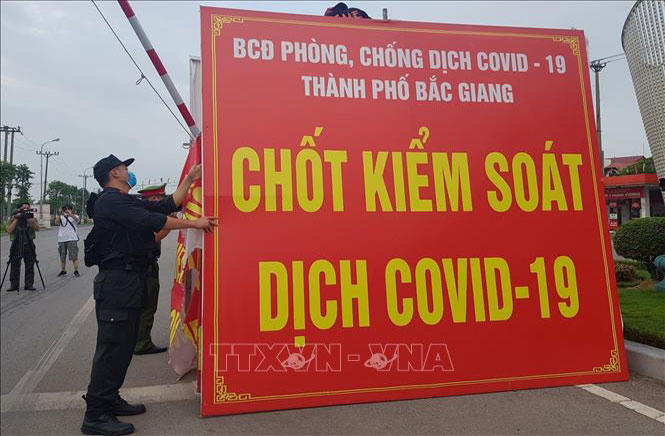 BCĐ PHÒNG, CHỐNG DỊCH COVID - 19
THÀNH PHỐ BẮC GIANG
CHỐT KIỂM SOÁT
DỊCH COVID-19
TTXVN - VNA